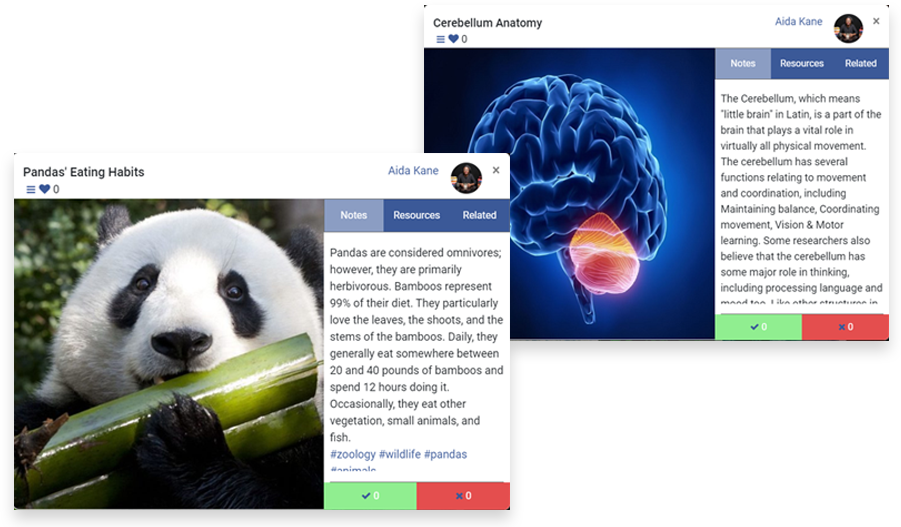 Cerebellum Anatomy
Aida Kane
×
0
Notes
Resources
Related
The Cerebellum, which means
"little brain" in Latin, is a part of the
brain that plays a vital role in
virtually all physical movement.
The cerebellum has several
functions relating to movement
and coordination, including
Maintaining balance, Coordinating
movement, Vision & Motor
learning. Some researchers also
believe that the cerebellum has
some major role in thinking,
including processing language and
mood too. Like other structures in
0
0
Pandas' Eating Habits
Aida Kane
×
0
Notes
Resources
Related
Pandas are considered omnivores;
however, they are primarily
herbivorous. Bamboos represent
99% of their diet. They particularly
love the leaves, the shoots, and the
stems of the bamboos. Daily, they
generally eat somewhere between
20 and 40 pounds of bamboos and
spend 12 hours doing it.
Occasionally, they eat other
vegetation, small animals, and
fish.
#zoology #wildlife #pandas
#animals
0
0